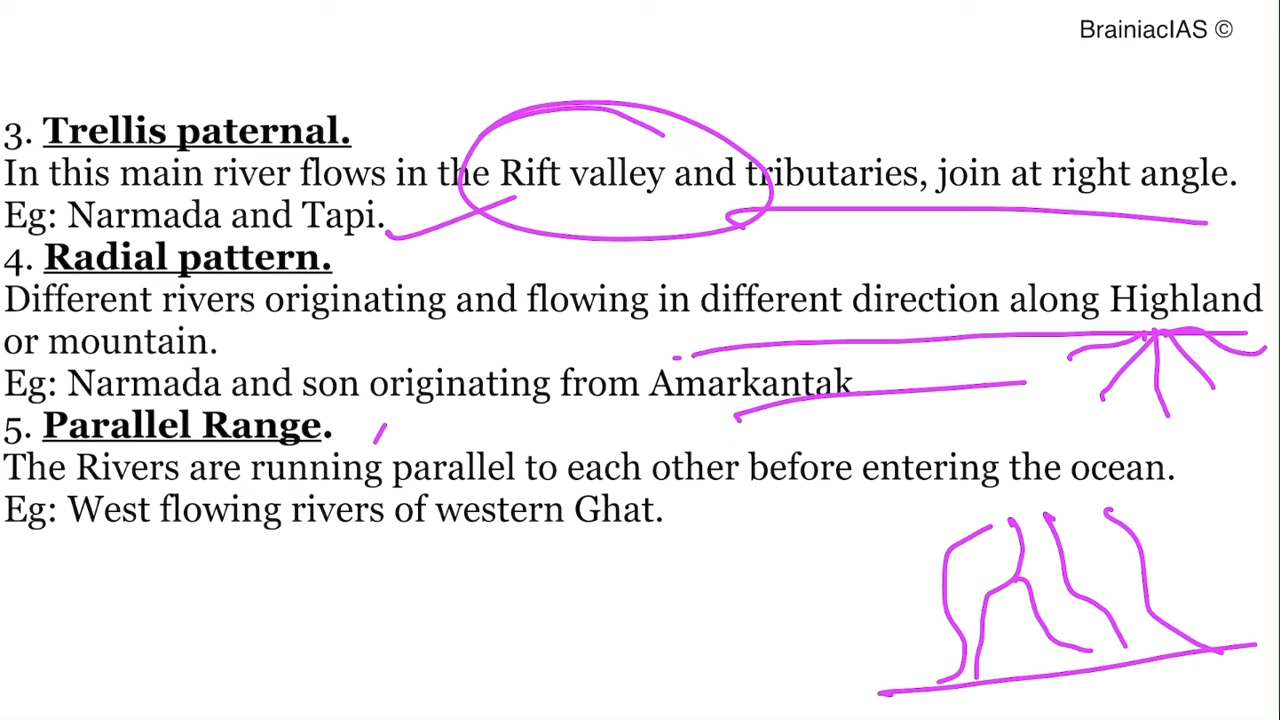 BrainiacIAS ©
3. Trellis paternal.
In this main river flows in the Rift valley and tributaries, join at right angle.
Eg: Narmada and Tapi.
4. Radial pattern.
Different rivers originating and flowing in different direction along Highland
or mountain.
Eg: Narmada and son originating from Amarkantak
5. Parallel Range.
The Rivers are running parallel to each other before entering the ocean.
Eg: West flowing rivers of western Ghat.